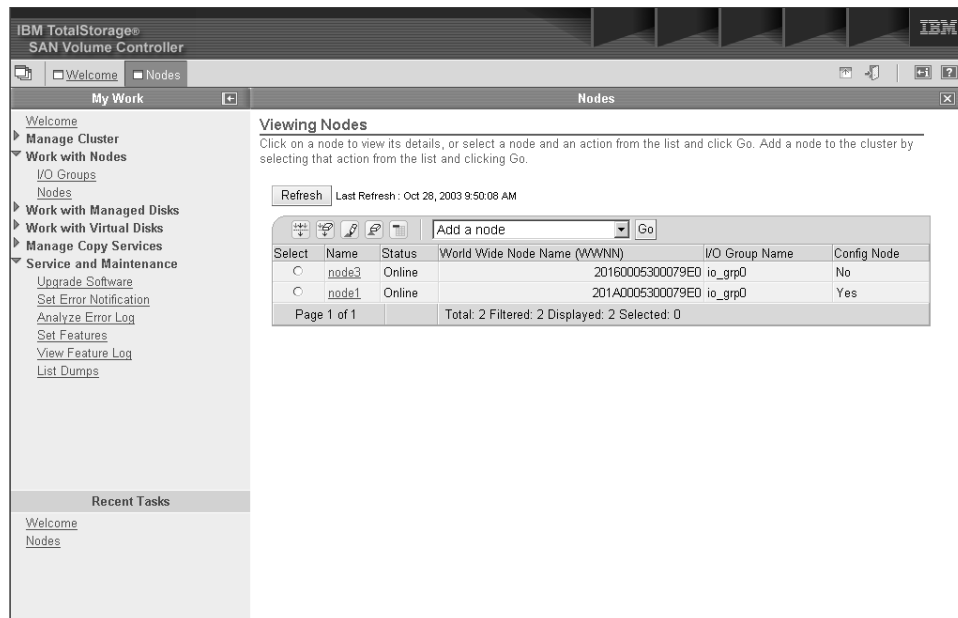 IBM TotalStorage®
SAN Volume Controller
IBM
Welcome
Nodes
My Work
Nodes
Welcome
Manage Cluster
Work with Nodes
I/O Groups
Nodes
Work with Managed Disks
Work with Virtual Disks
Manage Copy Services
Service and Maintenance
Upgrade Software
Set Error Notification
Analyze Error Log
Set Features
View Feature Log
List Dumps
Recent Tasks
Welcome
Nodes
Viewing Nodes
Click on a node to view its details, or select a node and an action from the list and click Go. Add a node to the cluster by
selecting that action from the list and clicking Go.
Refresh Last Refresh : Oct 28, 2003 9:50:08 AM
Add a node Go
Select Name Status World Wide Node Name (WWNN) I/O Group Name Config Node
node3 Online 20160005300079E0 io_grp0 No
node1 Online 201A0005300079E0 io_grp0 Yes
Page 1 of 1 Total: 2 Filtered: 2 Displayed: 2 Selected: 0